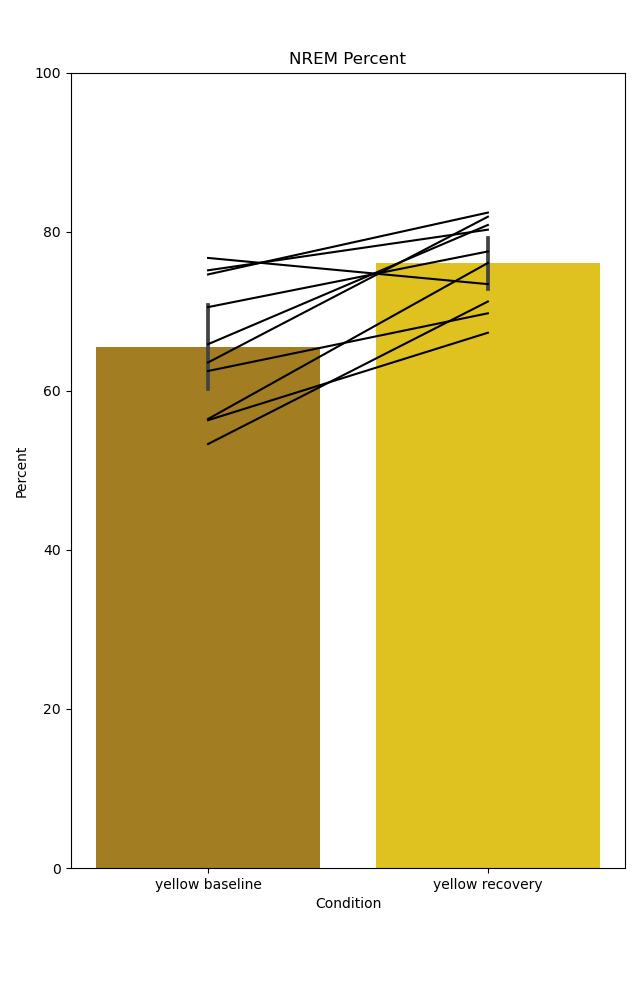 NREM Percent
100
80
60
40
20
0
Percent
yellow baseline
yellow recovery
Condition